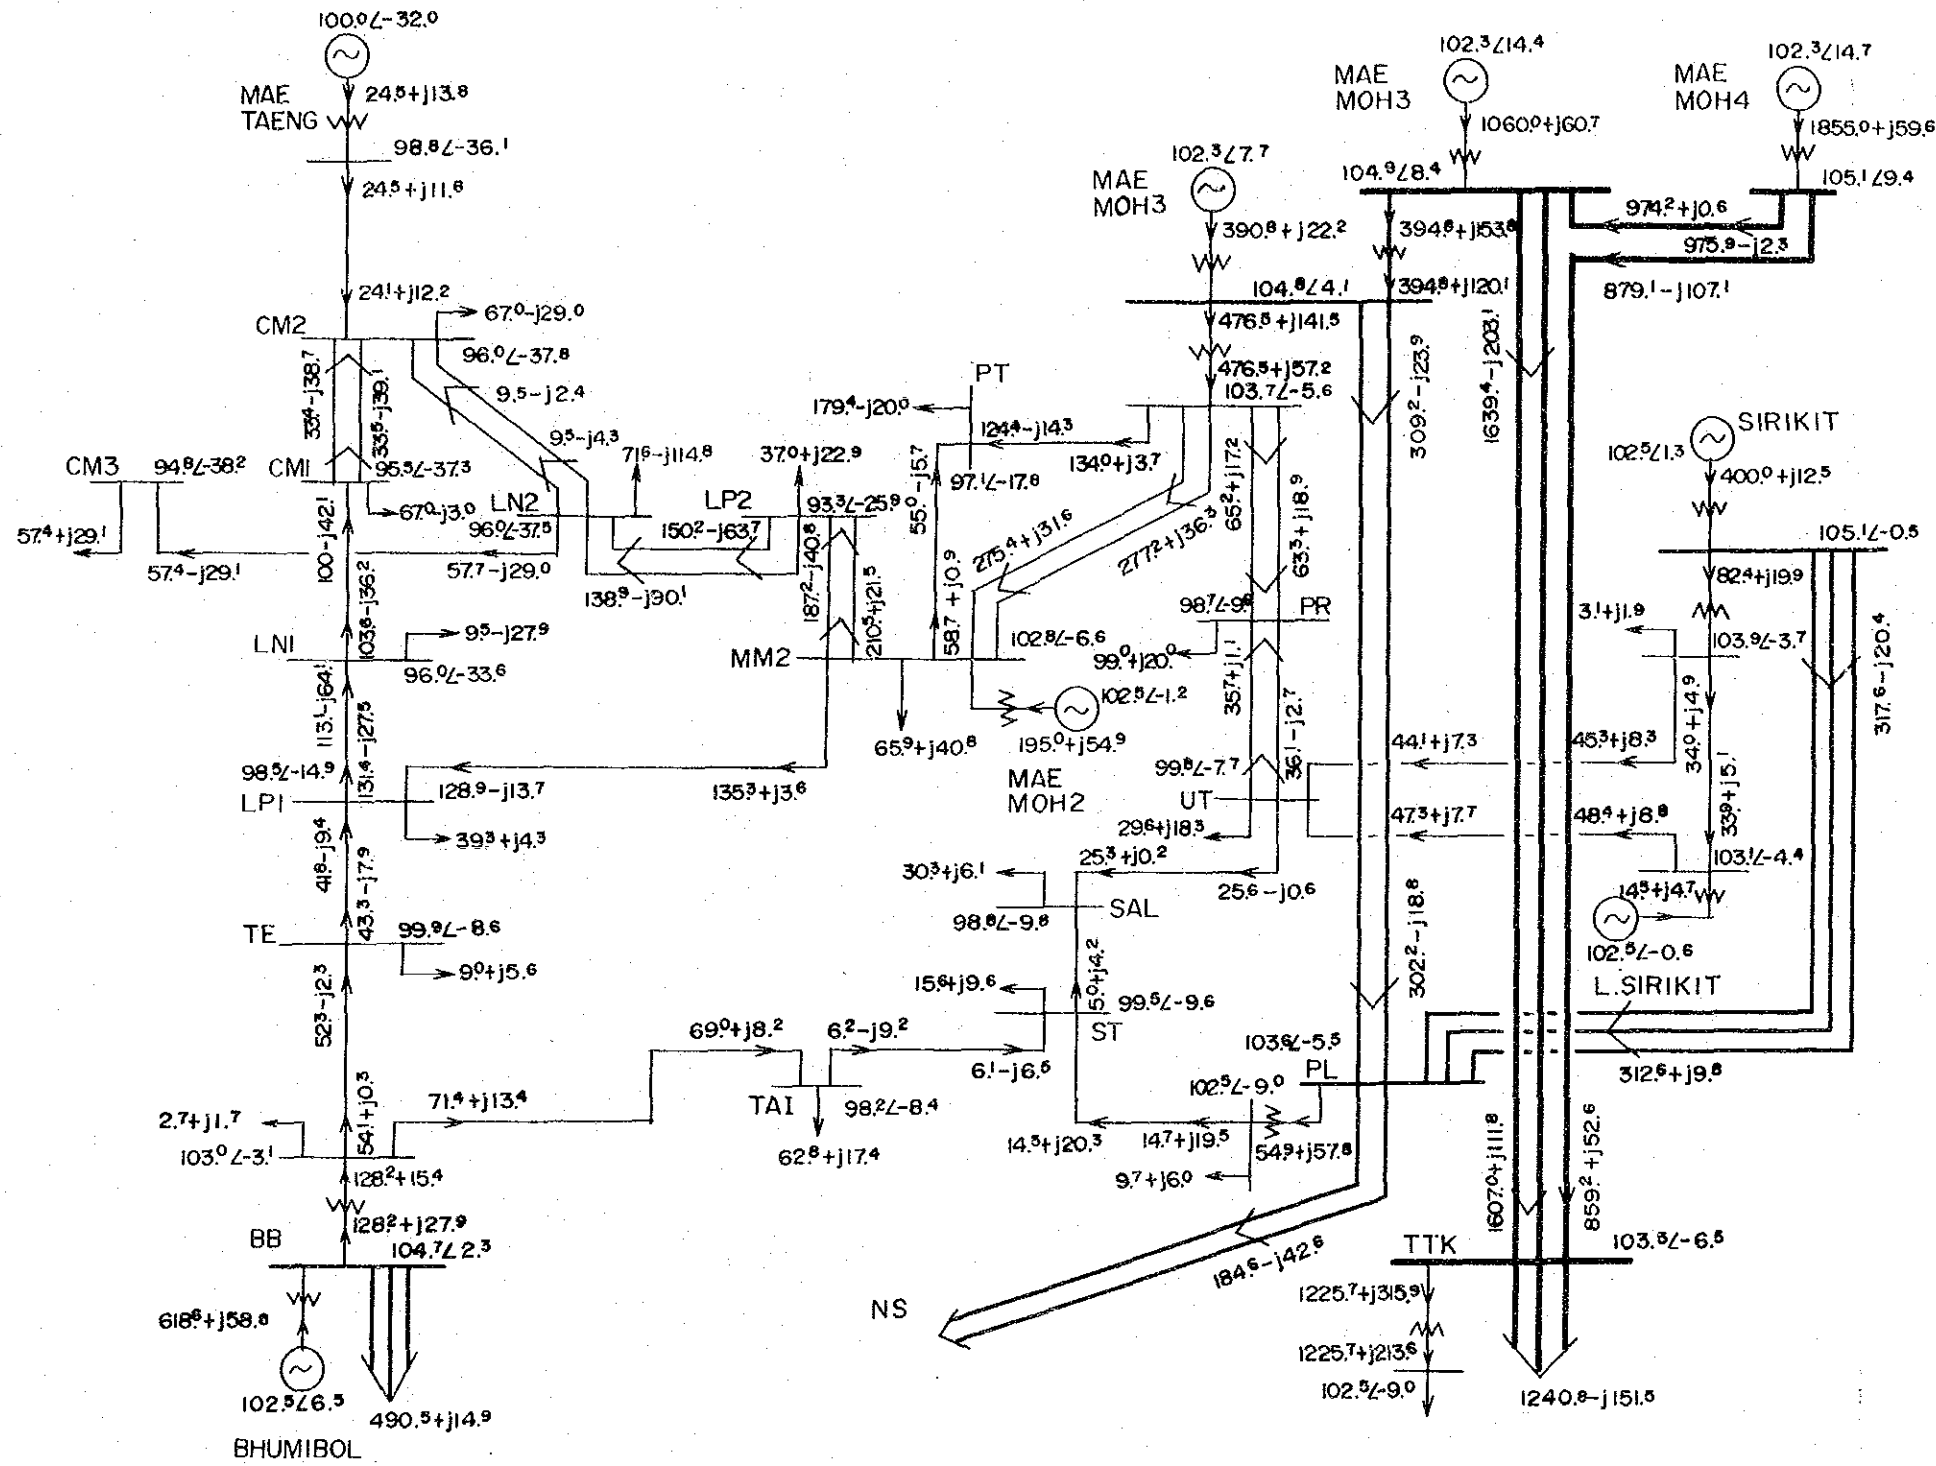 100.0∠-32.0
MAE
TAENG
24.5+j13.8
98.8∠-36.1
24.5+j11.8
24.1+j12.2
CM2
67.0-j29.0
96.0∠-37.8
33.4-j38.7
33.5-j39.1
9.5-j2.4
9.5-j4.3
CM3
94.8∠-38.2
CM1
95.5∠-37.3
67.0-j3.0
57.4+j29.1
57.4-j29.1
57.7-j29.0
100-j42.1
LN2
96.0∠-37.5
71.6-j114.8
37.0+j22.9
LP2
93.3∠-25.9
150.2-j63.7
138.9-j90.1
187.2-j40.8
210.5+j21.5
103.6-j36.2
LN1
9.5-j27.9
96.0∠-33.6
113.1-j64.1
131.4-j27.5
98.5∠-14.9
LP1
128.9-j13.7
135.3+j3.6
39.3+j4.3
41.8-j9.4
43.3-j7.9
TE
99.9∠-8.6
9.0+j5.6
52.3-j2.3
54.1+j0.3
2.7+j1.7
103.0∠-3.1
71.4+j13.4
128.2+15.4
128.2+j27.9
BB
104.7∠2.3
618.6+j58.8
102.5∠6.5
490.5+j14.9
BHUMIBOL
69.0+j8.2
6.2-j9.2
6.1-j6.5
TAI
98.2∠-8.4
62.8+j17.4
PT
179.4-j20.0
124.4-j14.3
134.0+j3.7
97.1∠-17.8
55.0-j5.7
58.7+j0.9
275.4+j31.6
277.2+j36.3
MM2
102.8∠-6.6
65.9+j40.8
102.5∠-1.2
195.0+j54.9
MAE
MOH2
102.3∠7.7
MAE
MOH3
390.8+j22.2
104.8∠4.1
476.5+j141.5
476.5+j57.2
103.7∠-5.6
65.2+j17.2
63.3+j18.9
98.7∠-9.8
PR
99.0+j20.0
35.7+j1.1
36.1-j2.7
99.8∠-7.7
UT
29.6+j18.3
25.3+j0.2
25.6-j0.6
30.3+j6.1
SAL
98.8∠-9.8
5.0+j4.2
15.6+j9.6
99.5∠-9.6
ST
103.6∠-5.5
PL
102.5∠-9.0
14.3+j20.3
14.7+j19.5
54.9+j57.8
9.7+j6.0
NS
184.6-j42.6
102.3∠14.4
MAE
MOH3
1060.0+j60.7
104.9∠8.4
394.8+j53.8
394.8+j120.1
309.2-j23.9
302.2-j18.8
1639.4-j203.1
102.3∠14.7
MAE
MOH4
1855.0+j59.6
105.1∠9.4
974.2+j0.6
975.9-j2.3
879.1-j107.1
SIRIKIT
102.5∠1.3
400.0+j12.5
105.1∠-0.5
82.4+j19.9
3.1+j1.9
103.9∠-3.7
34.0+j4.9
33.9+j5.1
317.6-j20.4
44.1+j7.3
45.3+j8.3
47.3+j7.7
48.4+j8.8
103.1∠-4.4
14.5+j4.7
102.5∠-0.6
L.SIRIKIT
312.6+j9.8
1607.0+j111.8
859.2+j52.6
TTK
103.3∠-6.5
1225.7+j315.9
1225.7+j213.6
102.5∠-9.0
1240.8-j151.5